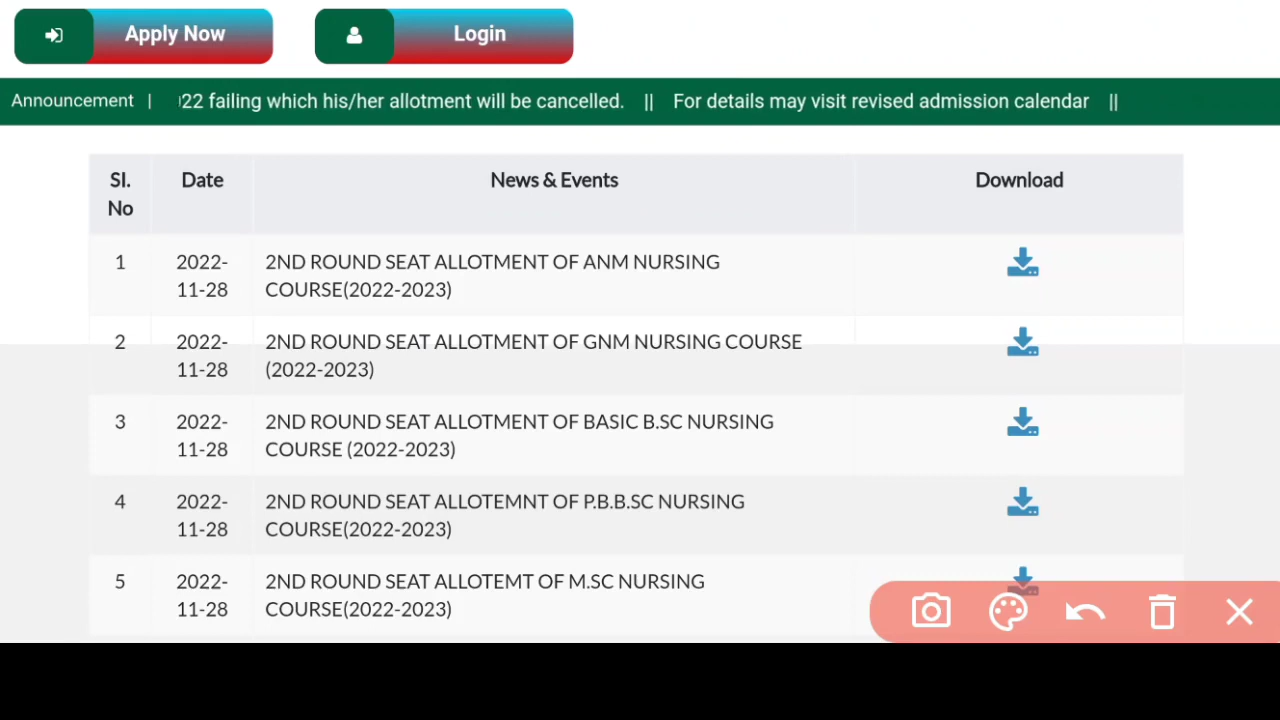 Apply Now
Login
Announcement | 22 failing which his/her allotment will be cancelled. || For details may visit revised admission calendar ||
Sl. No
Date
News & Events
Download
1
2022-
11-28
2ND ROUND SEAT ALLOTMENT OF ANM NURSING
COURSE(2022-2023)
2
2022-
11-28
2ND ROUND SEAT ALLOTMENT OF GNM NURSING COURSE
(2022-2023)
3
2022-
11-28
2ND ROUND SEAT ALLOTMENT OF BASIC B.SC NURSING
COURSE (2022-2023)
4
2022-
11-28
2ND ROUND SEAT ALLOTEMNT OF P.B.B.SC NURSING
COURSE(2022-2023)
5
2022-
11-28
2ND ROUND SEAT ALLOTEMT OF M.SC NURSING
COURSE(2022-2023)